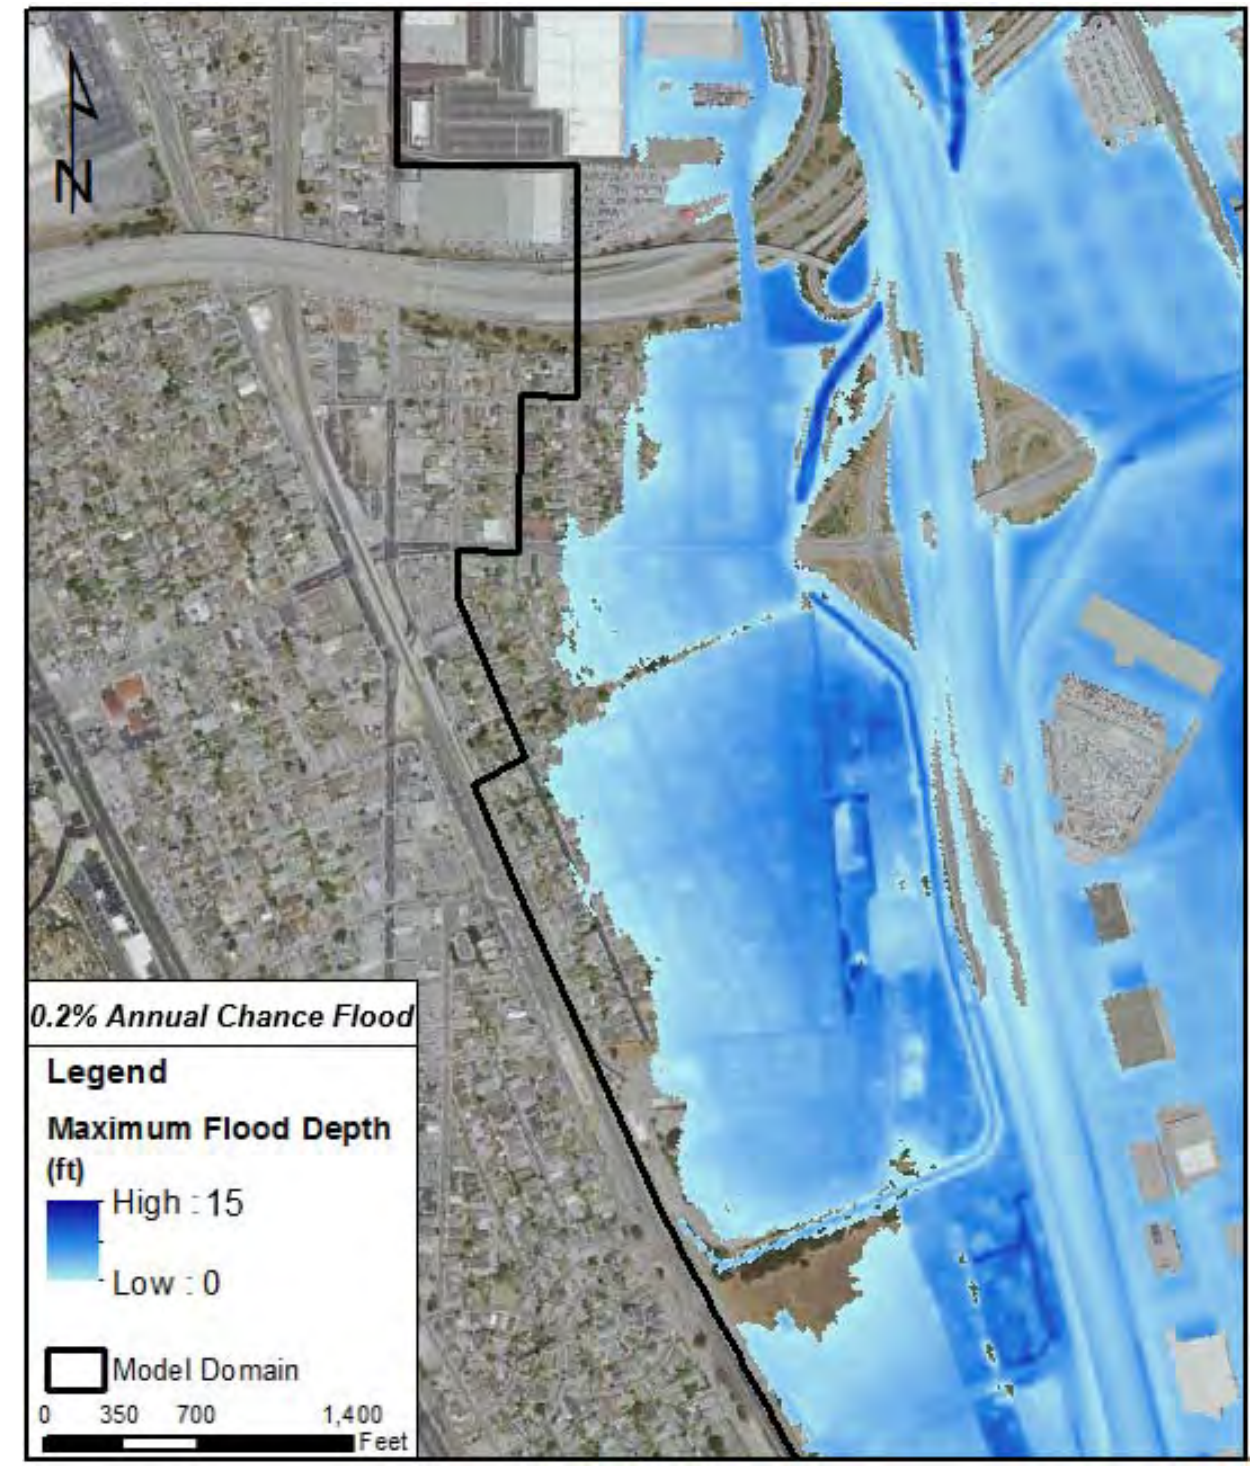 N
0.2% Annual Chance Flood
Legend
Maximum Flood Depth
(ft)
High : 15
Low : 0
Model Domain
0 350 700 1,400
Feet